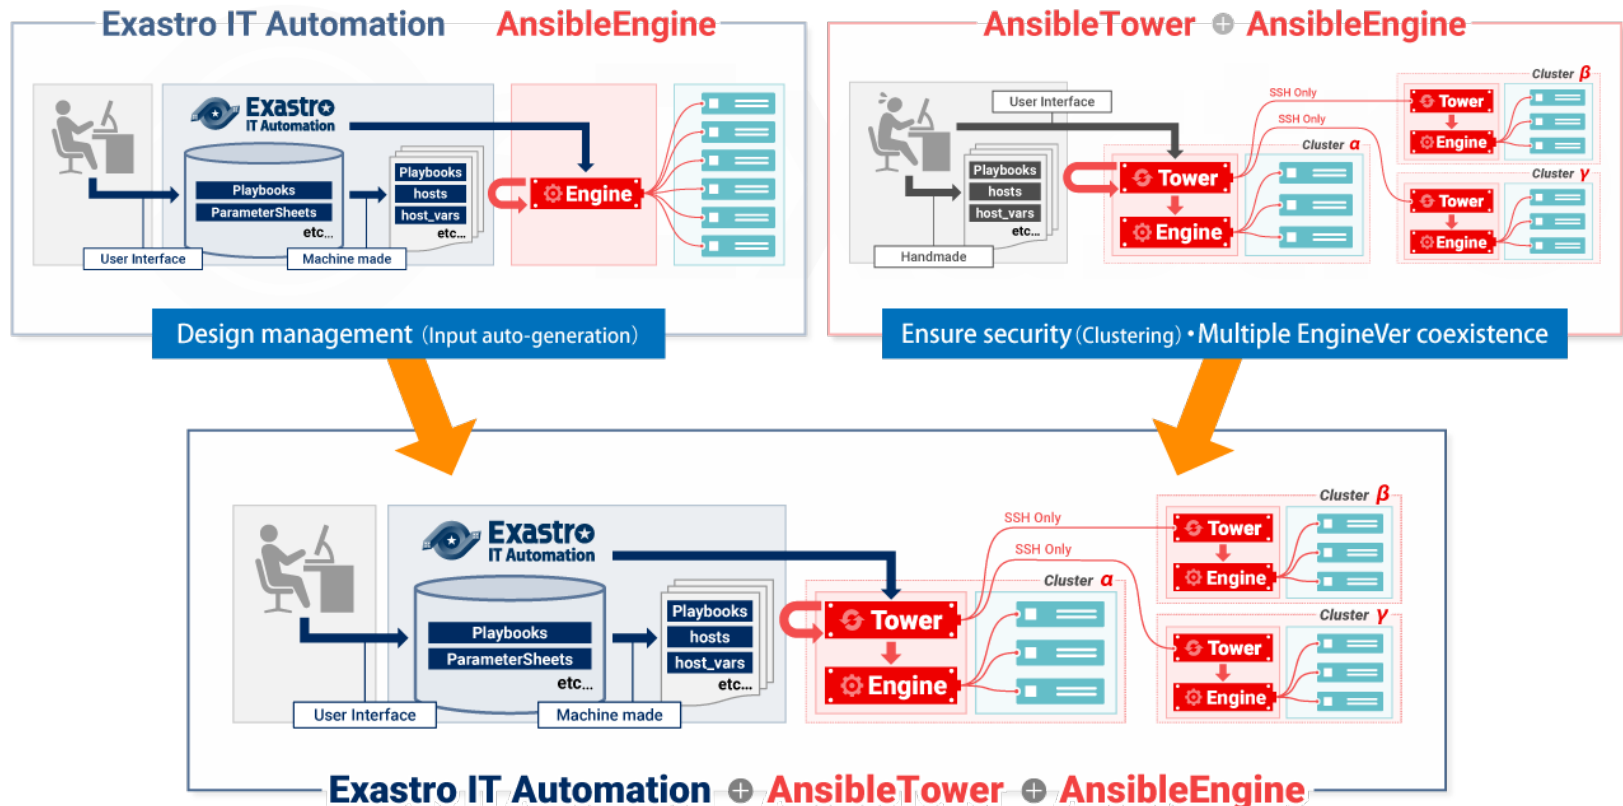 Exastro IT Automation AnsibleEngine
Exastro
IT Automation
Playbooks
ParameterSheets
etc...
Playbooks
hosts
host_vars
etc...
Engine
User Interface
Machine made
Design management (Input auto-generation)
AnsibleTower + AnsibleEngine
User Interface
Playbooks
hosts
host_vars
etc...
Handmade
SSH Only
SSH Only
Cluster α
Tower
Engine
Cluster β
Tower
Engine
Cluster γ
Tower
Engine
Ensure security (Clustering) ・Multiple EngineVer coexistence
Exastro
IT Automation
Playbooks
ParameterSheets
etc...
Playbooks
hosts
host_vars
etc...
User Interface
Machine made
SSH Only
SSH Only
Cluster α
Tower
Engine
Cluster β
Tower
Engine
Cluster γ
Tower
Engine
Exastro IT Automation + AnsibleTower + AnsibleEngine